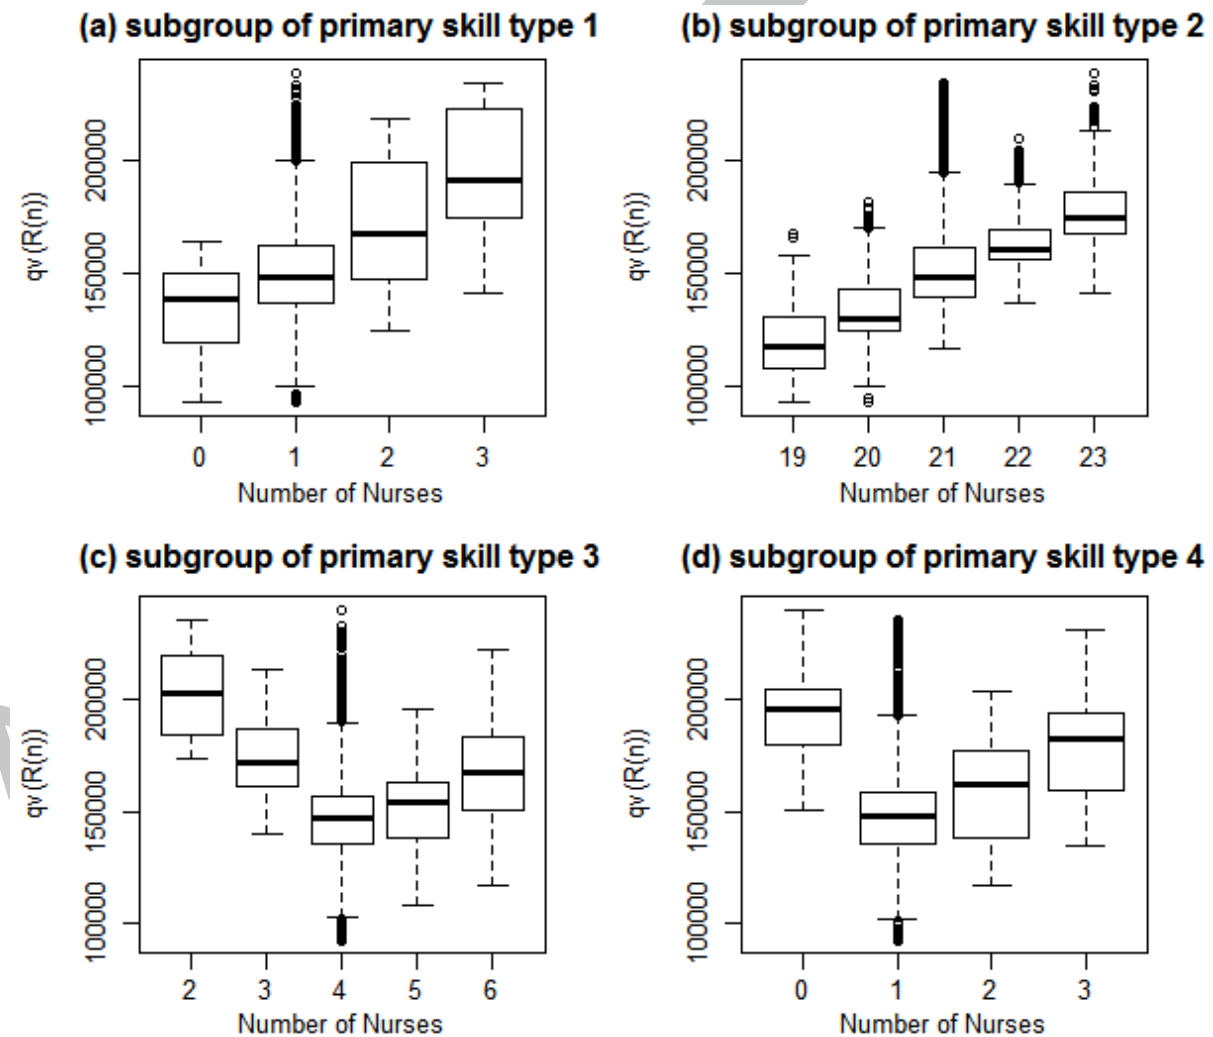 (a) subgroup of primary skill type 1
qv(R(n))
200000
150000
100000
0 1 2 3
Number of Nurses
(b) subgroup of primary skill type 2
qv(R(n))
200000
150000
100000
19 20 21 22 23
Number of Nurses
(c) subgroup of primary skill type 3
qv(R(n))
200000
150000
100000
2 3 4 5 6
Number of Nurses
(d) subgroup of primary skill type 4
qv(R(n))
200000
150000
100000
0 1 2 3
Number of Nurses